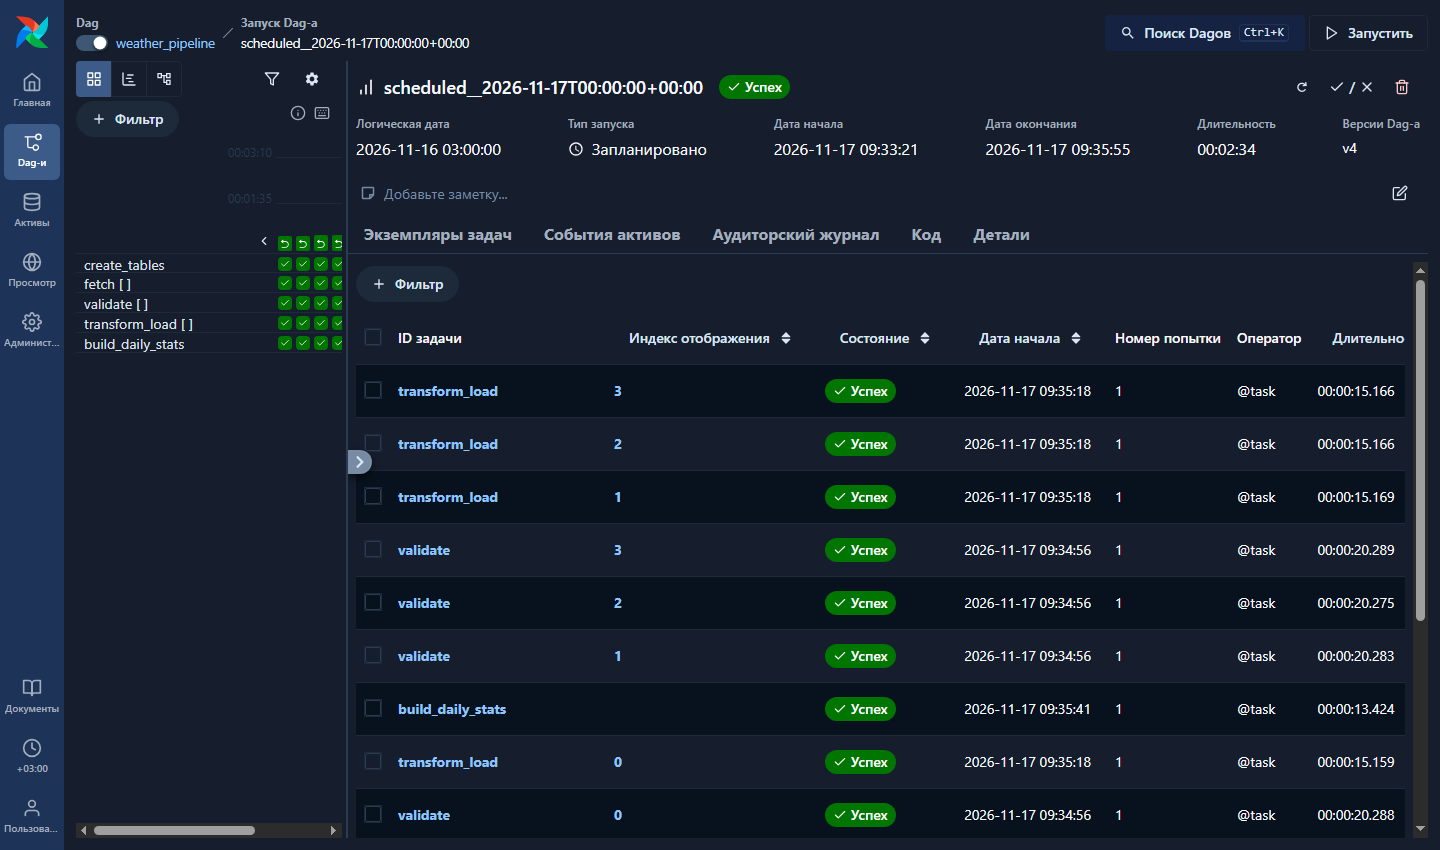 Dag
weather_pipeline
/
Запуск Dag-а
scheduled__2026-11-17T00:00:00+00:00
Поиск Dagов Ctrl+K
Запустить
Главная
Dag-и
Активы
Просмотр
Админист...
Документы
+03:00
Пользова...
Фильтр
00:03:10
00:01:35
create_tables
fetch [ ]
validate [ ]
transform_load [ ]
build_daily_stats
scheduled__2026-11-17T00:00:00+00:00 Успех
/
Логическая дата Тип запуска Дата начала Дата окончания Длительность Версии Dag-а
2026-11-16 03:00:00 Запланировано 2026-11-17 09:33:21 2026-11-17 09:35:55 00:02:34 v4
Добавьте заметку...
Экземпляры задач События активов Аудиторский журнал Код Детали
Фильтр
ID задачи Индекс отображения Состояние Дата начала Номер попытки Оператор Длительно
transform_load 3 Успех 2026-11-17 09:35:18 1 @task 00:00:15.166
transform_load 2 Успех 2026-11-17 09:35:18 1 @task 00:00:15.166
transform_load 1 Успех 2026-11-17 09:35:18 1 @task 00:00:15.169
validate 3 Успех 2026-11-17 09:34:56 1 @task 00:00:20.289
validate 2 Успех 2026-11-17 09:34:56 1 @task 00:00:20.275
validate 1 Успех 2026-11-17 09:34:56 1 @task 00:00:20.283
build_daily_stats Успех 2026-11-17 09:35:41 1 @task 00:00:13.424
transform_load 0 Успех 2026-11-17 09:35:18 1 @task 00:00:15.159
validate 0 Успех 2026-11-17 09:34:56 1 @task 00:00:20.288